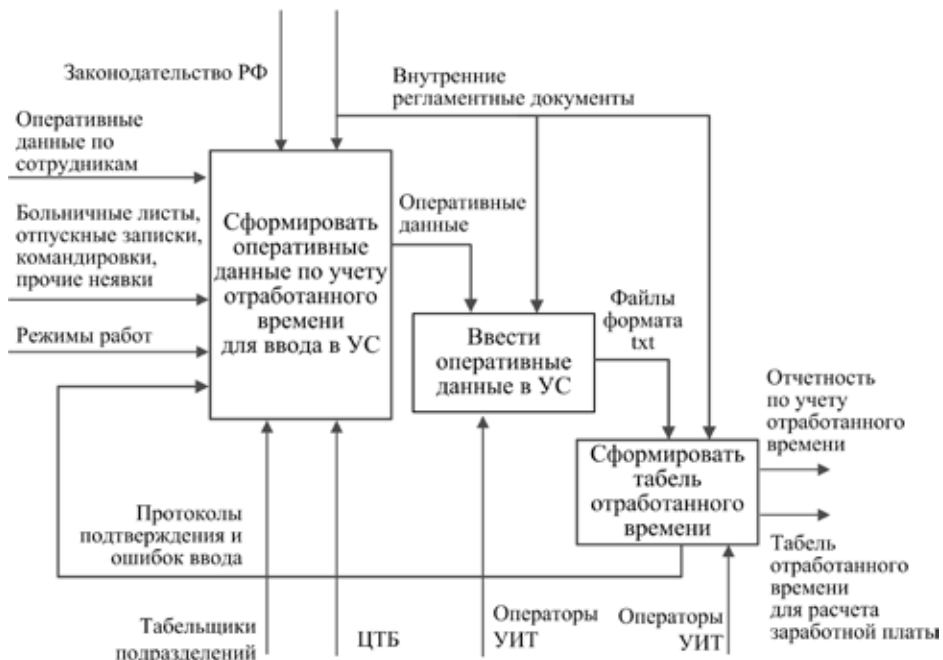 Законодательство РФ
Внутренние
регламентные документы
Оперативные
данные по
сотрудникам
Больничные листы,
отпускные записки,
командировки,
прочие неявки
Режимы работ
Сформировать
оперативные
данные по учету
отработанного
времени
для ввода в УС
Оперативные
данные
Ввести
оперативные
данные в УС
Файлы
формата
txt
Сформировать
табель
отработанного
времени
Отчетность
по учету
отработанного
времени
Табель
отработанного
времени
для расчета
заработной платы
Протоколы
подтверждения и
ошибок ввода
Табельщики
подразделений
ЦТБ
Операторы
УИТ
Операторы
УИТ